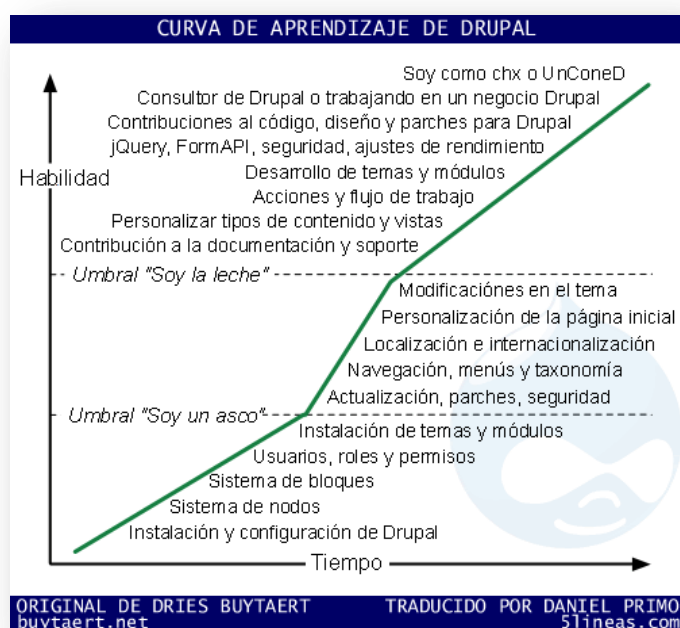 CURVA DE APRENDIZAJE DE DRUPAL
Soy como chx o UnConeD
Consultor de Drupal o trabajando en un negocio Drupal
Contribuciones al código, diseño y parches para Drupal
jQuery, FormAPI, seguridad, ajustes de rendimiento
Habilidad
Desarrollo de temas y módulos
Acciones y flujo de trabajo
Personalizar tipos de contenido y vistas
Contribución a la documentación y soporte
Umbral "Soy la leche"
Modificaciónes en el tema
Personalización de la página inicial
Localización e internacionalización
Navegación, menús y taxonomía
Actualización, parches, seguridad
Umbral "Soy un asco"
Instalación de temas y módulos
Usuarios, roles y permisos
Sistema de bloques
Sistema de nodos
Instalación y configuración de Drupal
Tiempo
ORIGINAL DE DRIES BUYTAERT
buytaert.net
TRADUCIDO POR DANIEL PRIMO
5lineas.com